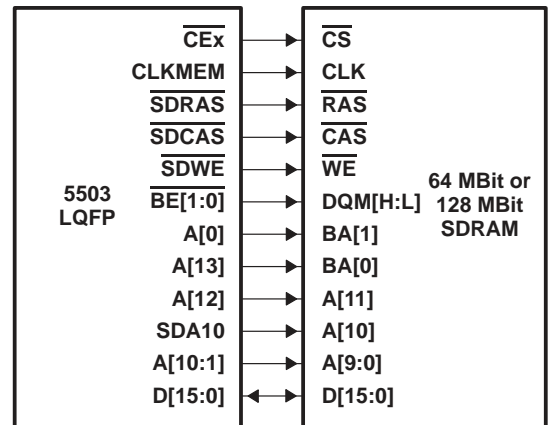 CEx CS
CLKMEM CLK
SDRAS RAS
SDCAS CAS
SDWE WE
BE[1:0] DQM[H:L]
A[0] BA[1]
A[13] BA[0]
A[12] A[11]
SDA10 A[10]
A[10:1] A[9:0]
D[15:0] D[15:0]
5503
LQFP
64 MBit or
128 MBit
SDRAM